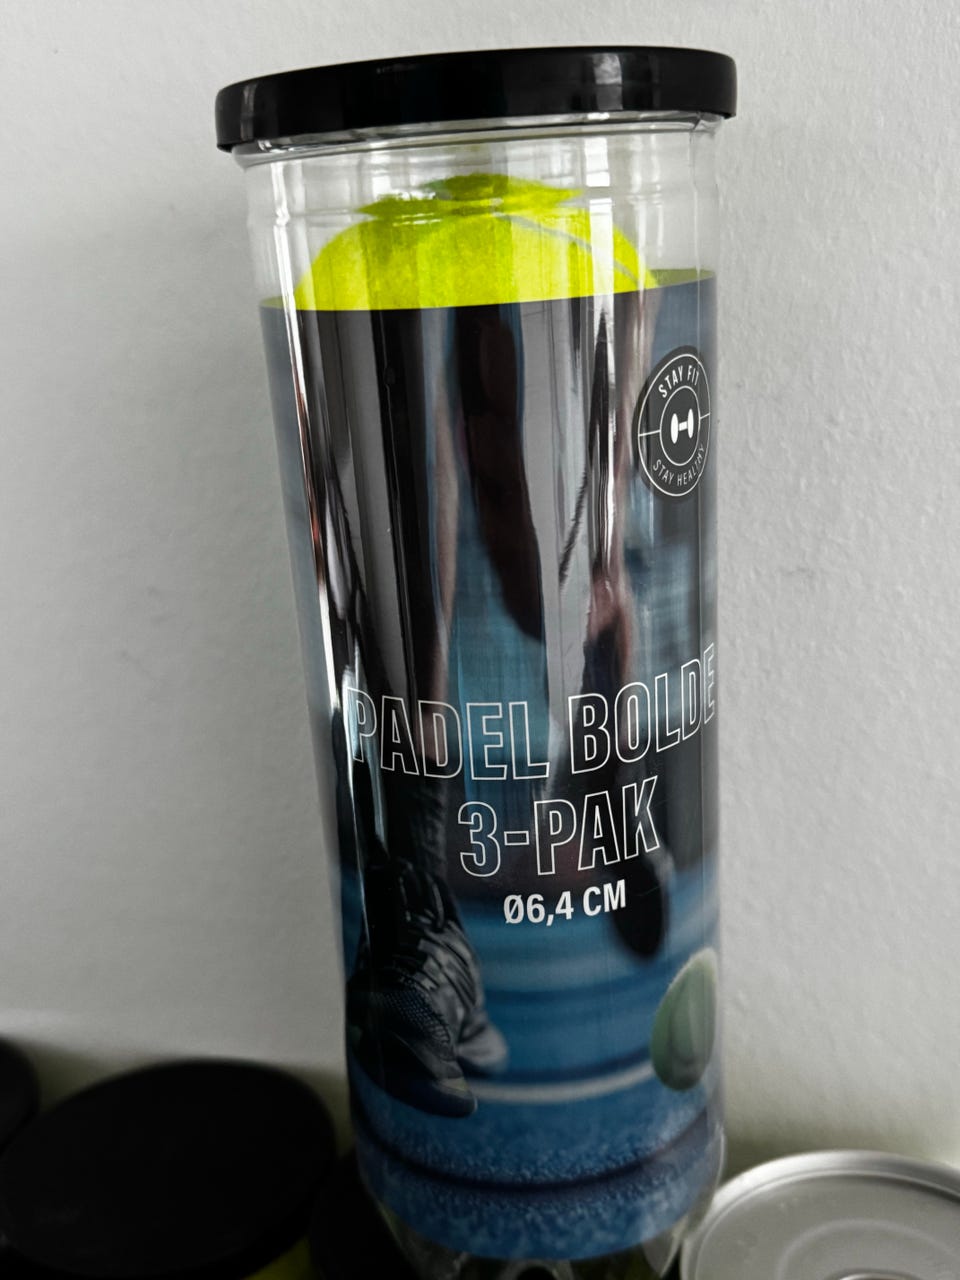 STAY FIT
STAY HEALTHY
PADEL BOLDE
3-PAK
Ø6,4 CM